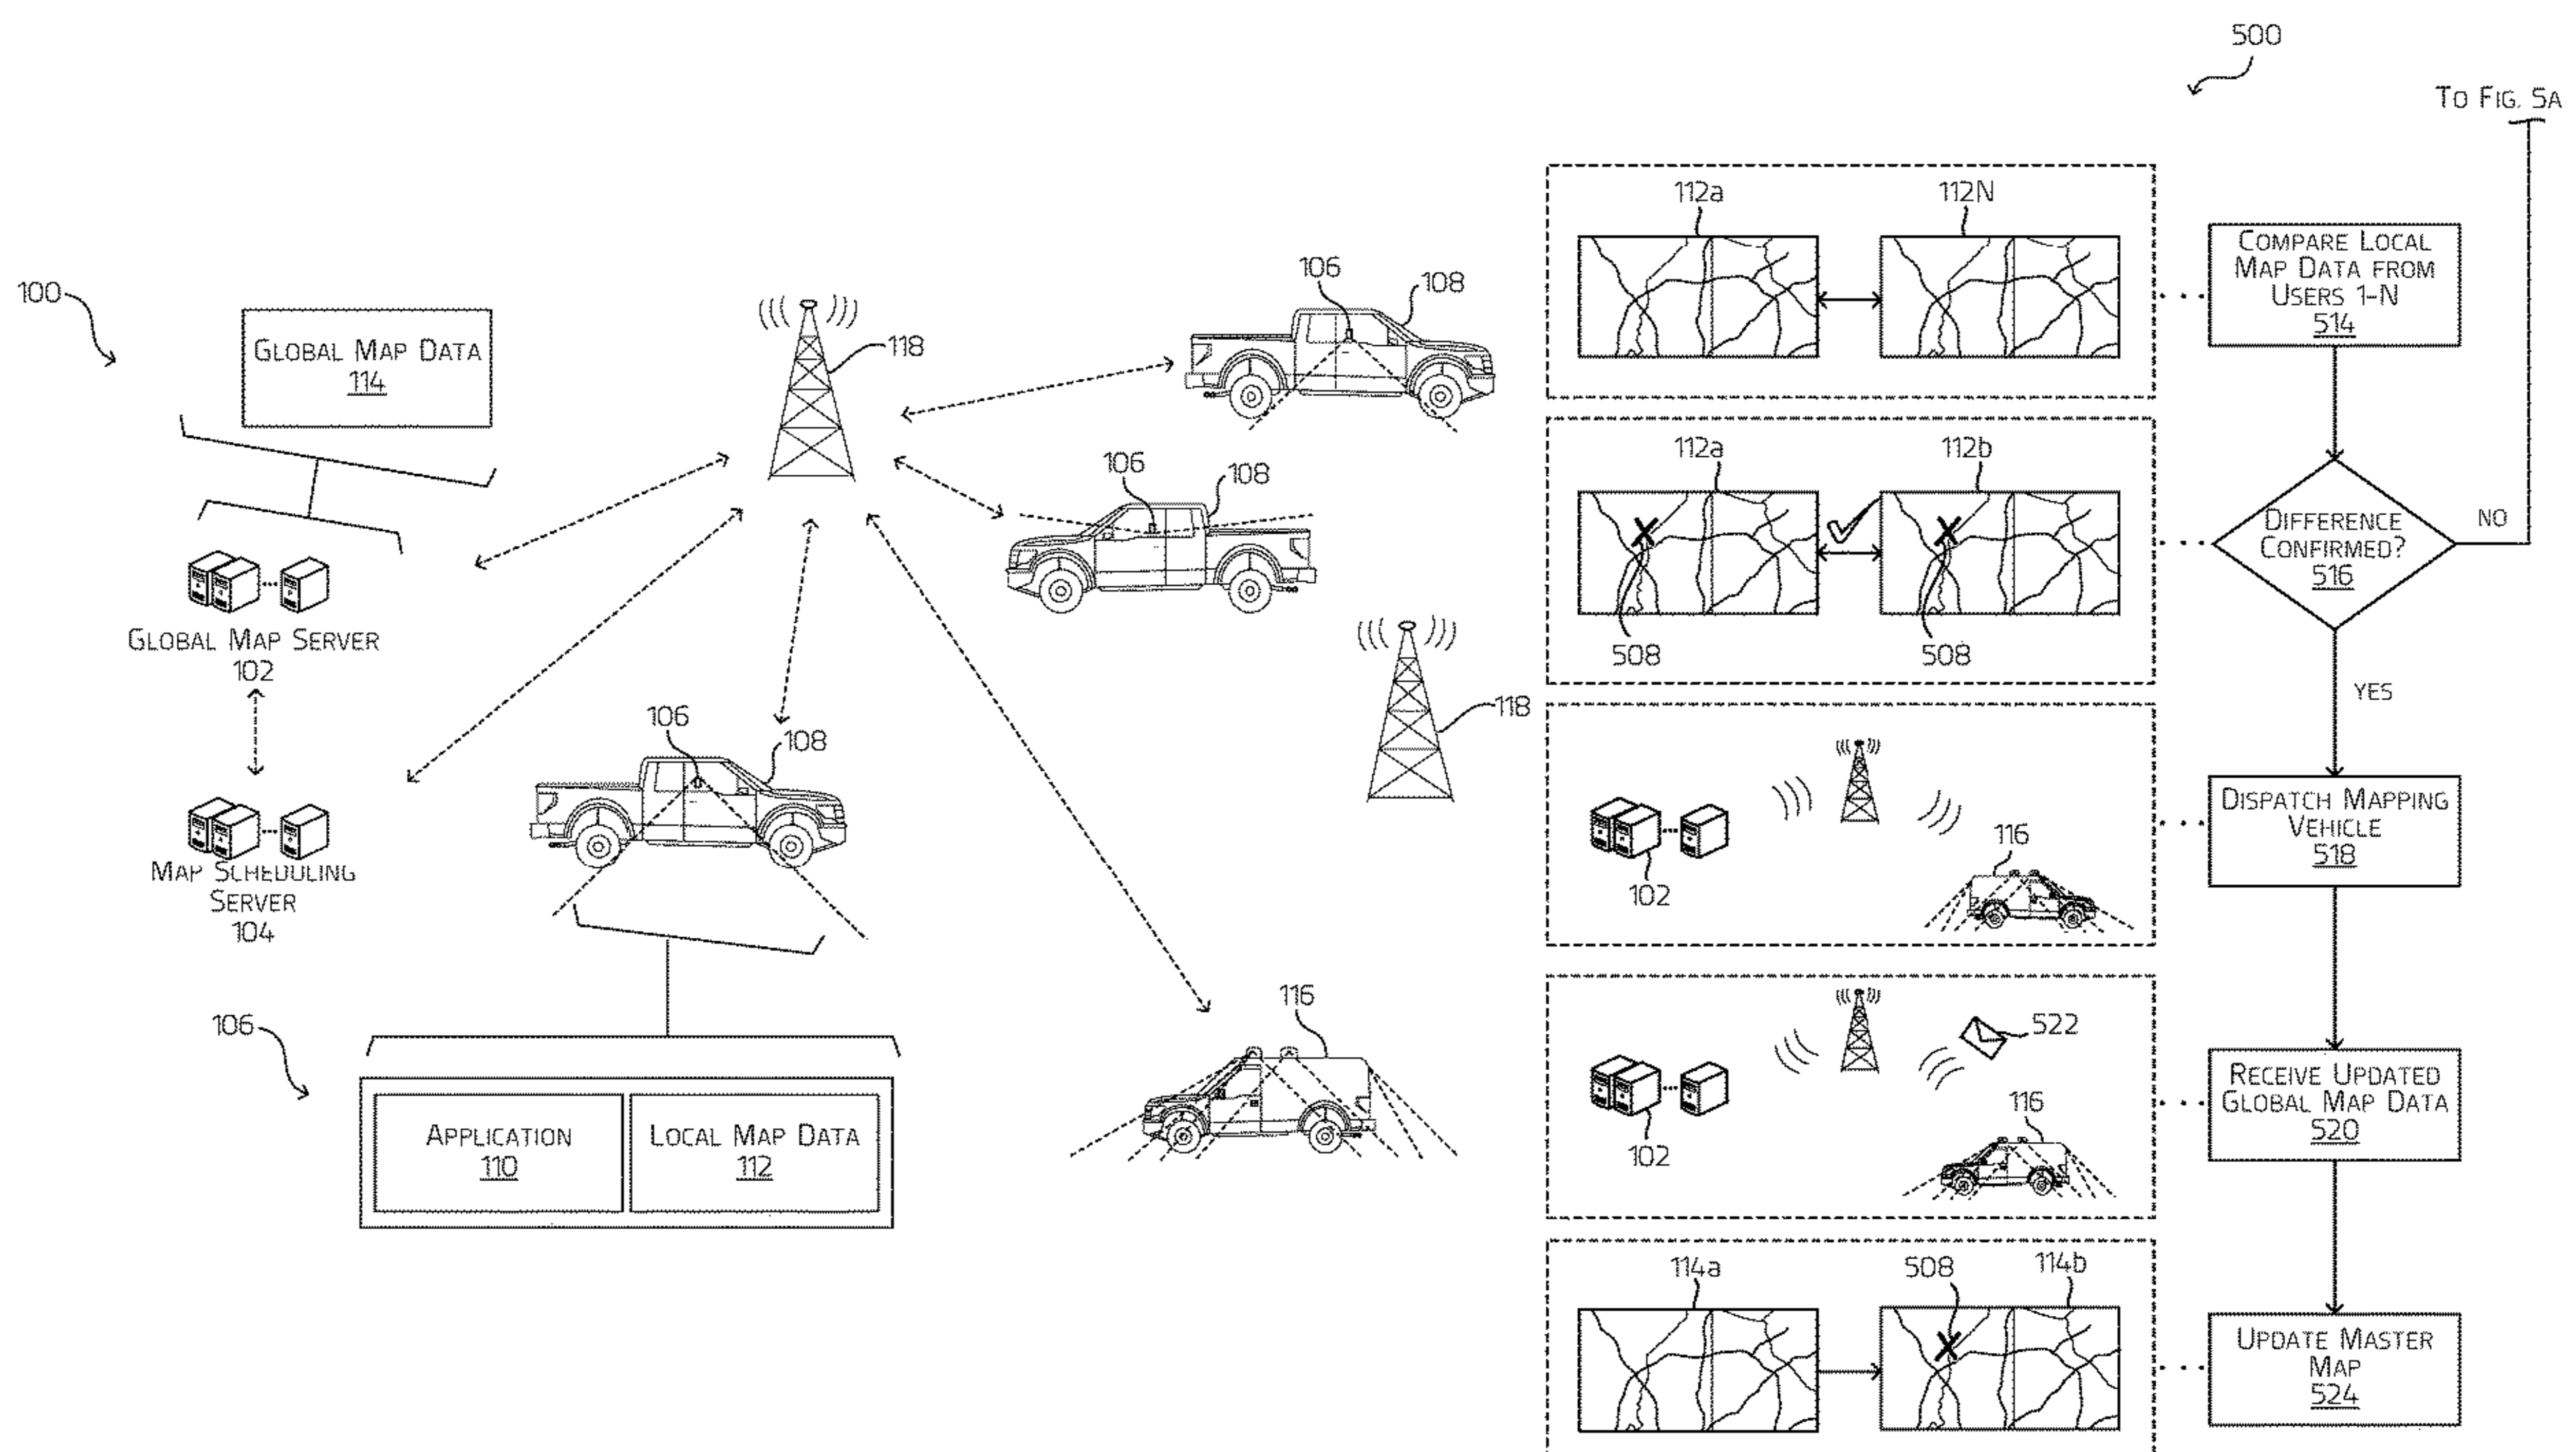 100
GLOBAL MAP DATA
114
118
106
108
106
108
118
GLOBAL MAP SERVER
102
MAP SCHEDULING
SERVER
104
106
108
116
106
APPLICATION
110
LOCAL MAP DATA
112
500
TO FIG. 5A
112a
112N
COMPARE LOCAL
MAP DATA FROM
USERS 1-N
514
112a
112b
508
508
DIFFERENCE
CONFIRMED?
516
NO
YES
102
116
DISPATCH MAPPING
VEHICLE
518
522
102
116
RECEIVE UPDATED
GLOBAL MAP DATA
520
114a
508
114b
UPDATE MASTER
MAP
524